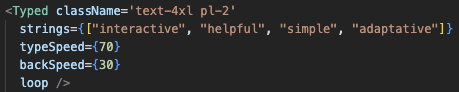 <Typed className='text-4xl pl-2'
strings={["interactive", "helpful", "simple", "adaptative"]}
typeSpeed={70}
backSpeed={30}
loop />